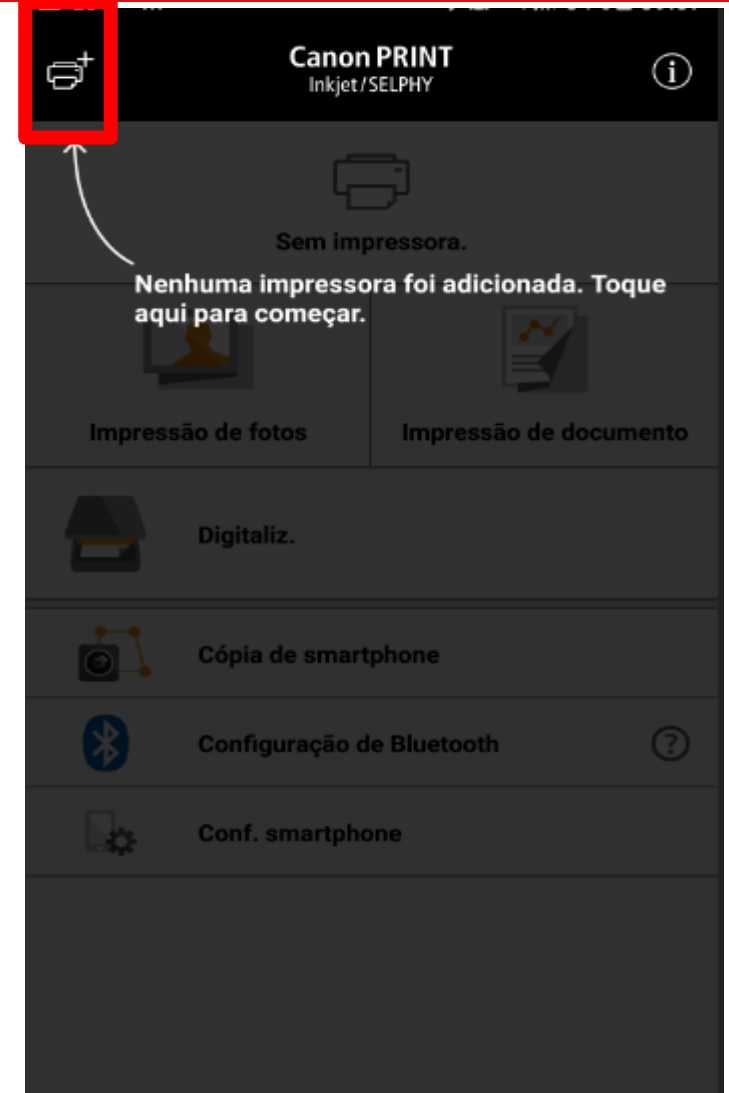 Canon PRINT
Inkjet/SELPHY
Sem impressora.
Nenhuma impressora foi adicionada. Toque
aqui para começar.
Impressão de fotos
Impressão de documento
Digitaliz.
Cópia de smartphone
Configuração de Bluetooth
?
Conf. smartphone